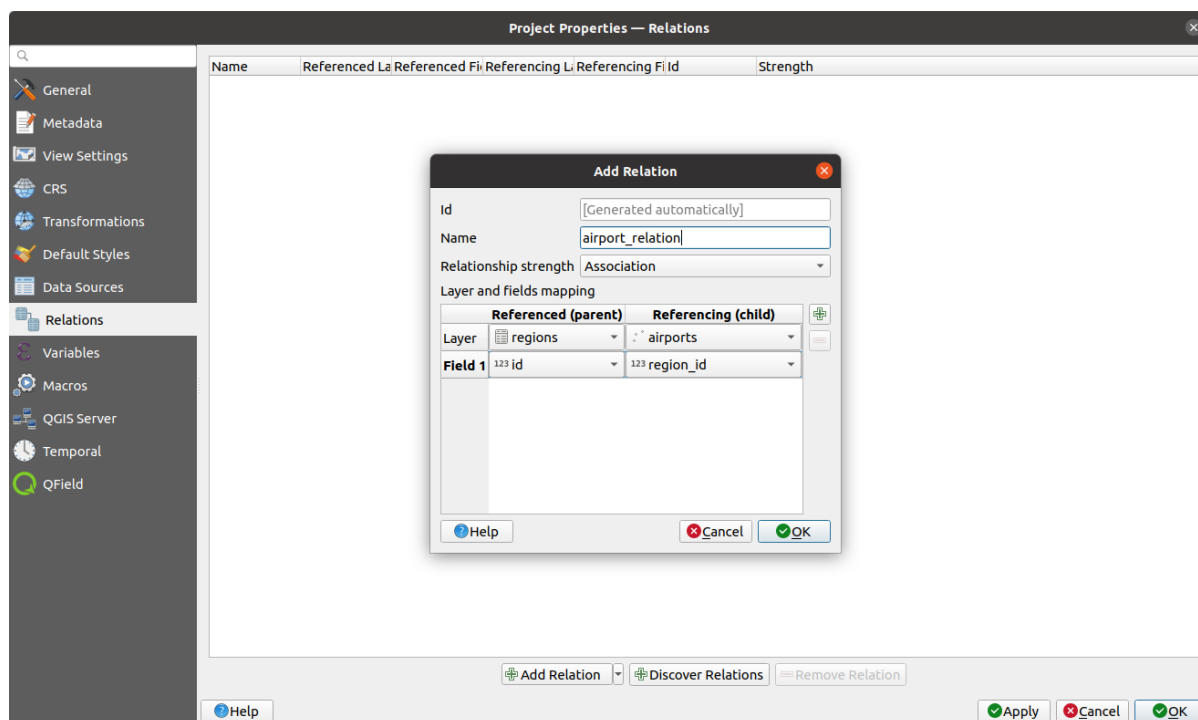 Project Properties — Relations
Name Referenced La Referenced Fi Referencing L Referencing Fi Id Strength
General
Metadata
View Settings
CRS
Transformations
Default Styles
Data Sources
Relations
Variables
Macros
QGIS Server
Temporal
QField
Add Relation
Id [Generated automatically]
Name airport_relation
Relationship strength Association
Layer and fields mapping
Referenced (parent) Referencing (child)
Layer regions airports
Field 1 123 id 123 region_id
Help Cancel OK
Add Relation Discover Relations Remove Relation
Help Apply Cancel OK